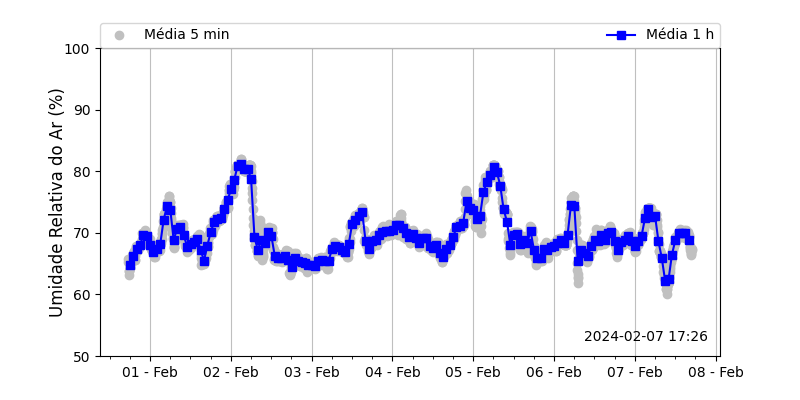 Média 5 min Média 1 h
100
90
80
70
60
50
Umidade Relativa do Ar (%)
2024-02-07 17:26
01 - Feb 02 - Feb 03 - Feb 04 - Feb 05 - Feb 06 - Feb 07 - Feb 08 - Feb